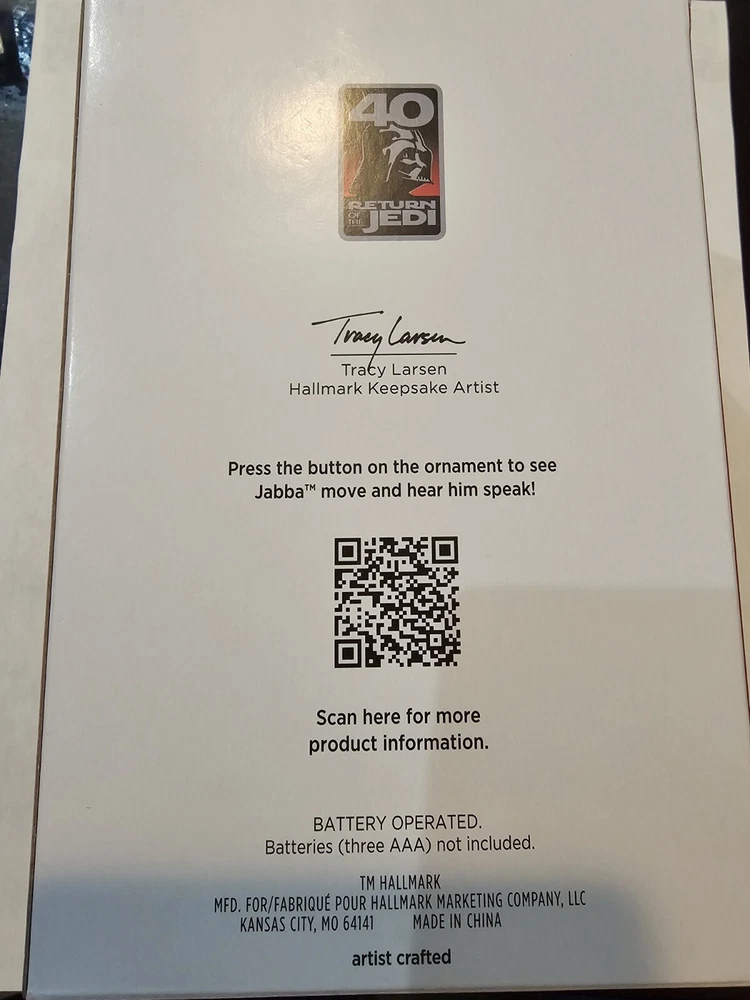 40
RETURN
OF THE JEDI
Tracy Larsen
Tracy Larsen
Hallmark Keepsake Artist
Press the button on the ornament to see
Jabba™ move and hear him speak!
Scan here for more
product information.
BATTERY OPERATED.
Batteries (three AAA) not included.
TM HALLMARK
MFD. FOR/FABRIQUÉ POUR HALLMARK MARKETING COMPANY, LLC
KANSAS CITY, MO 64141 MADE IN CHINA
artist crafted